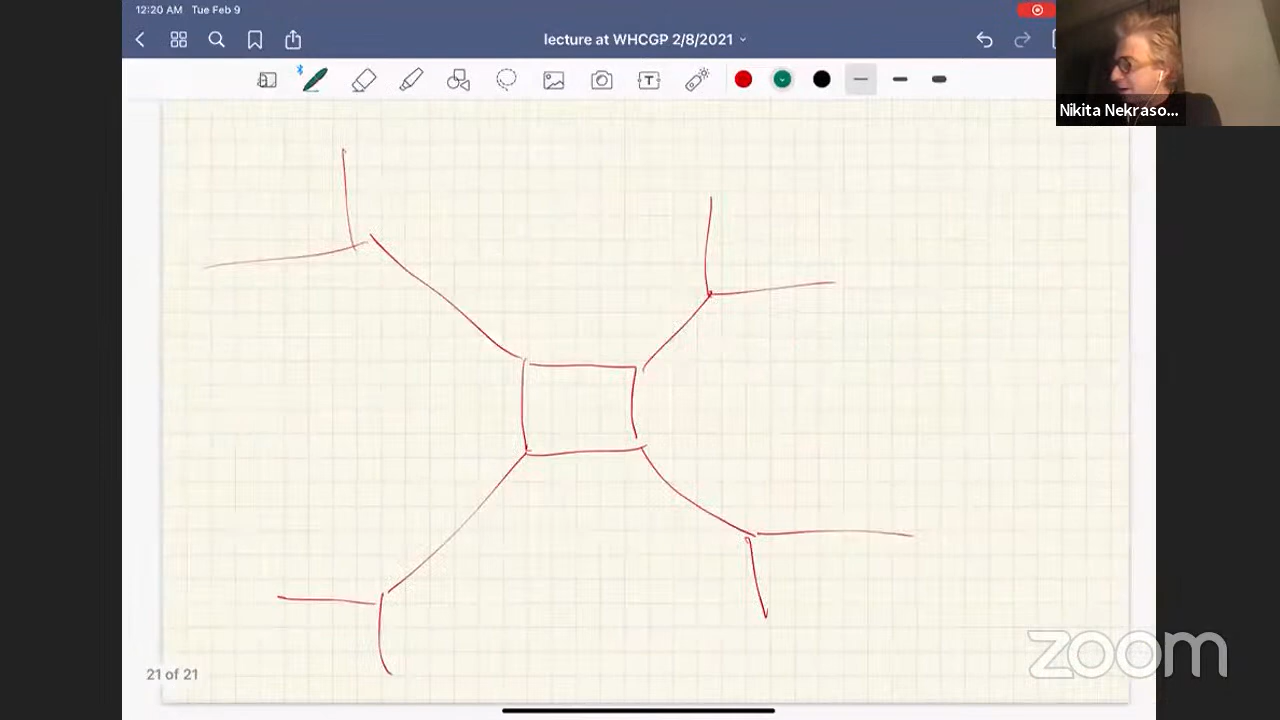 12:20 AM Tue Feb 9
lecture at WHCGP 2/8/2021
T
Nikita Nekraso...
21 of 21
zoom